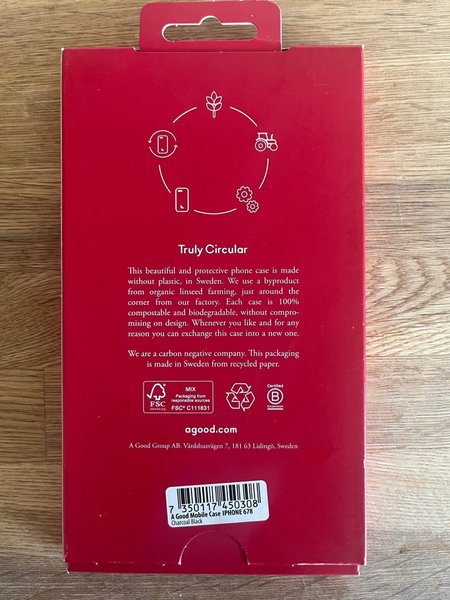 Truly Circular
This beautiful and protective phone case is made
without plastic, in Sweden. We use a byproduct
from organic linseed farming, just around the
corner from our factory. Each case is 100%
compostable and biodegradable, without compro-
mising on design. Whenever you like and for any
reason you can exchange this case into a new one.
We are a carbon negative company. This packaging
is made in Sweden from recycled paper.
FSC
www.fsc.org
MIX
Packaging from
responsible sources
FSC® C111831
Certified
B
Corporation
agood.com
A Good Group AB. Värdshusvägen 7, 181 63 Lidingö, Sweden
7 350117 450308
A Good Mobile Case IPHONE 678
Charcoal Black